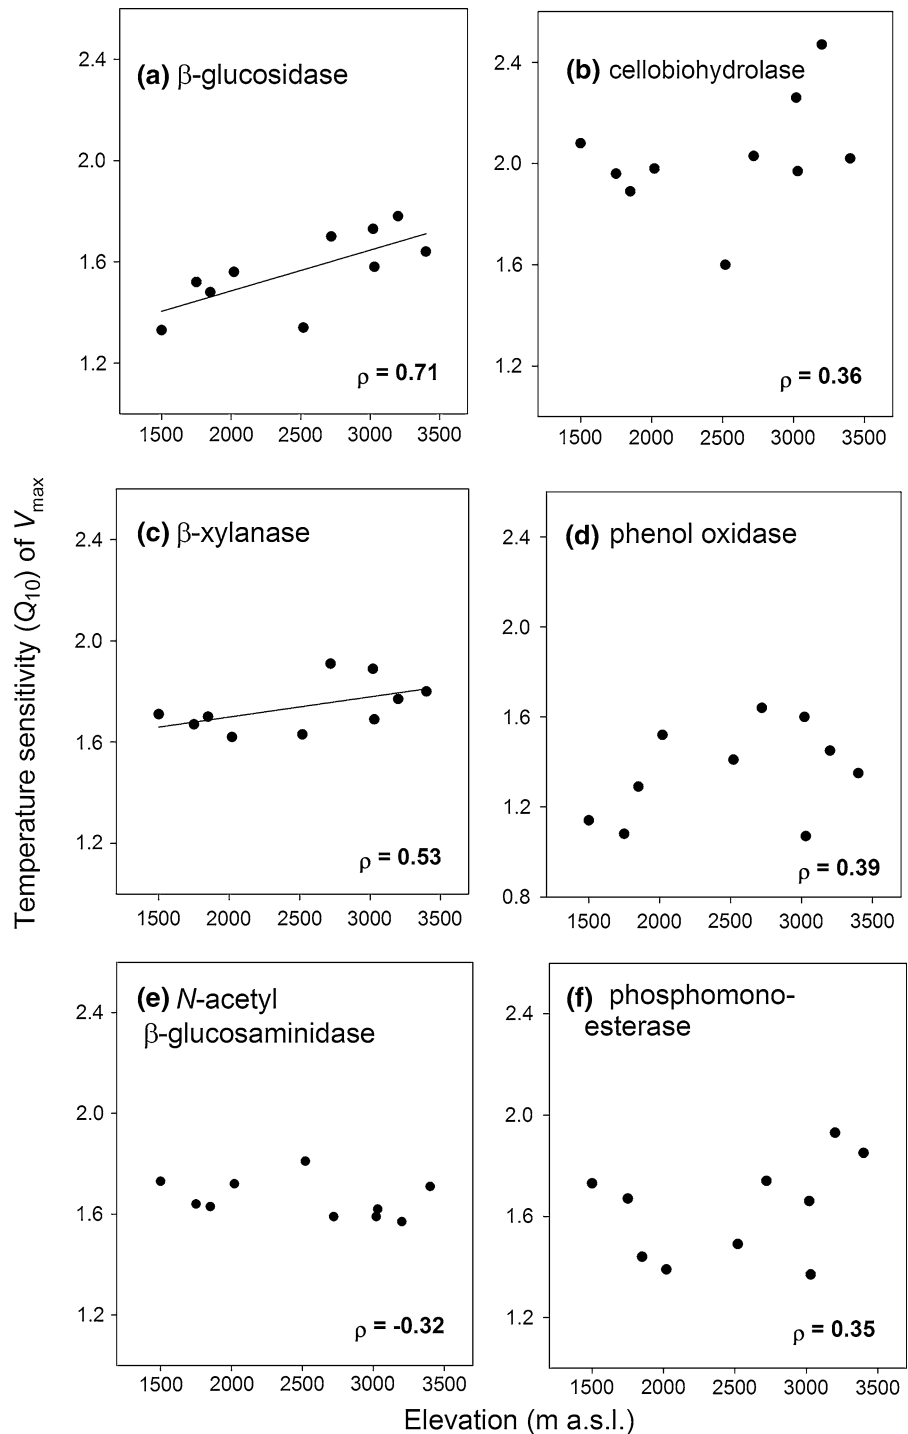 (a) β-glucosidase
2.4
2.0
1.6
1.2
ρ = 0.71
1500 2000 2500 3000 3500
(b) cellobiohydrolase
2.4
2.0
1.6
1.2
ρ = 0.36
1500 2000 2500 3000 3500
Temperature sensitivity (Q10) of Vmax
(c) β-xylanase
2.4
2.0
1.6
1.2
ρ = 0.53
1500 2000 2500 3000 3500
(d) phenol oxidase
2.4
2.0
1.6
1.2
0.8
ρ = 0.39
1500 2000 2500 3000 3500
(e) N-acetyl
β-glucosaminidase
2.4
2.0
1.6
1.2
ρ = -0.32
1500 2000 2500 3000 3500
(f) phosphomono-
esterase
2.4
2.0
1.6
1.2
ρ = 0.35
1500 2000 2500 3000 3500
Elevation (m a.s.l.)